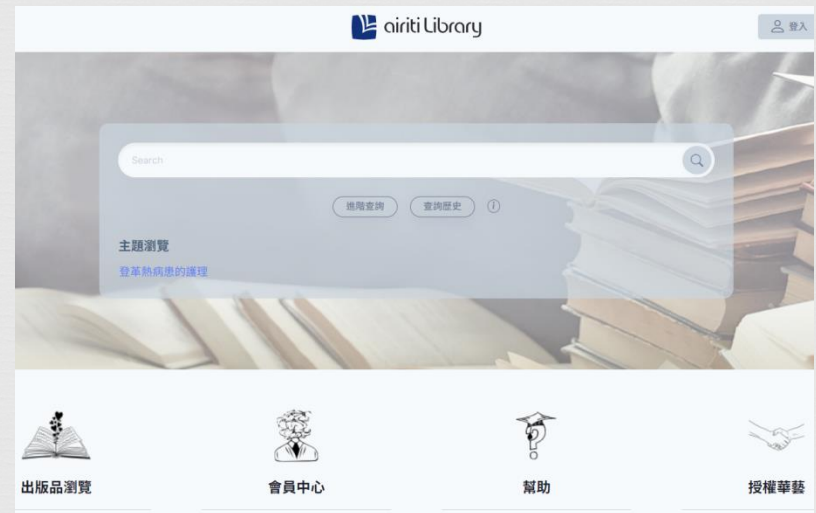 airiti Library
登入
Search
進階查詢
查詢歷史
主題瀏覽
登革熱病患的護理
出版品瀏覽
會員中心
幫助
授權華藝